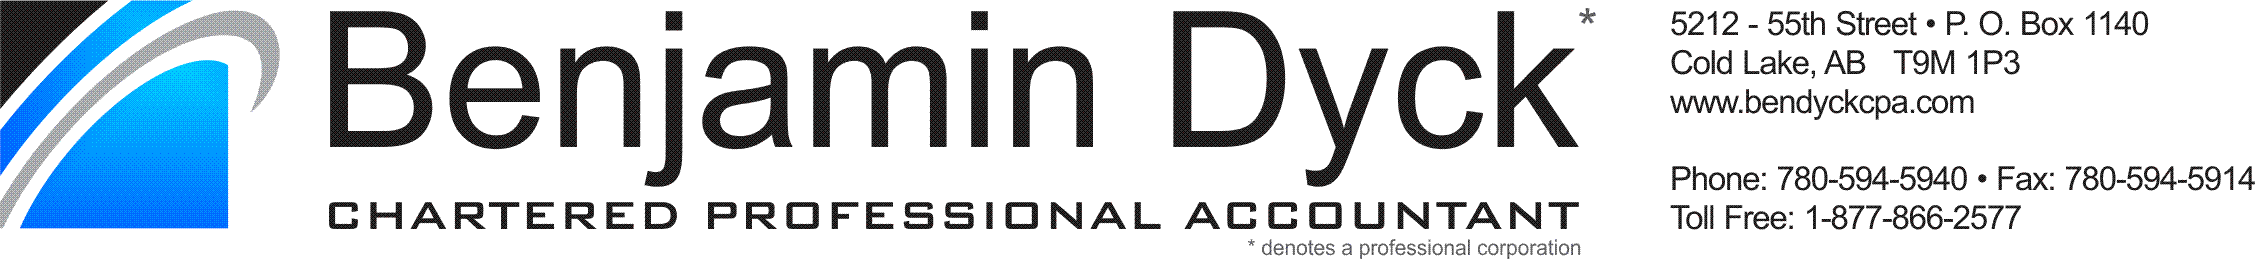 Benjamin Dyck*
CHARTERED PROFESSIONAL ACCOUNTANT
* denotes a professional corporation
5212 - 55th Street • P. O. Box 1140
Cold Lake, AB   T9M 1P3
www.bendyckcpa.com
Phone: 780-594-5940 • Fax: 780-594-5914
Toll Free: 1-877-866-2577